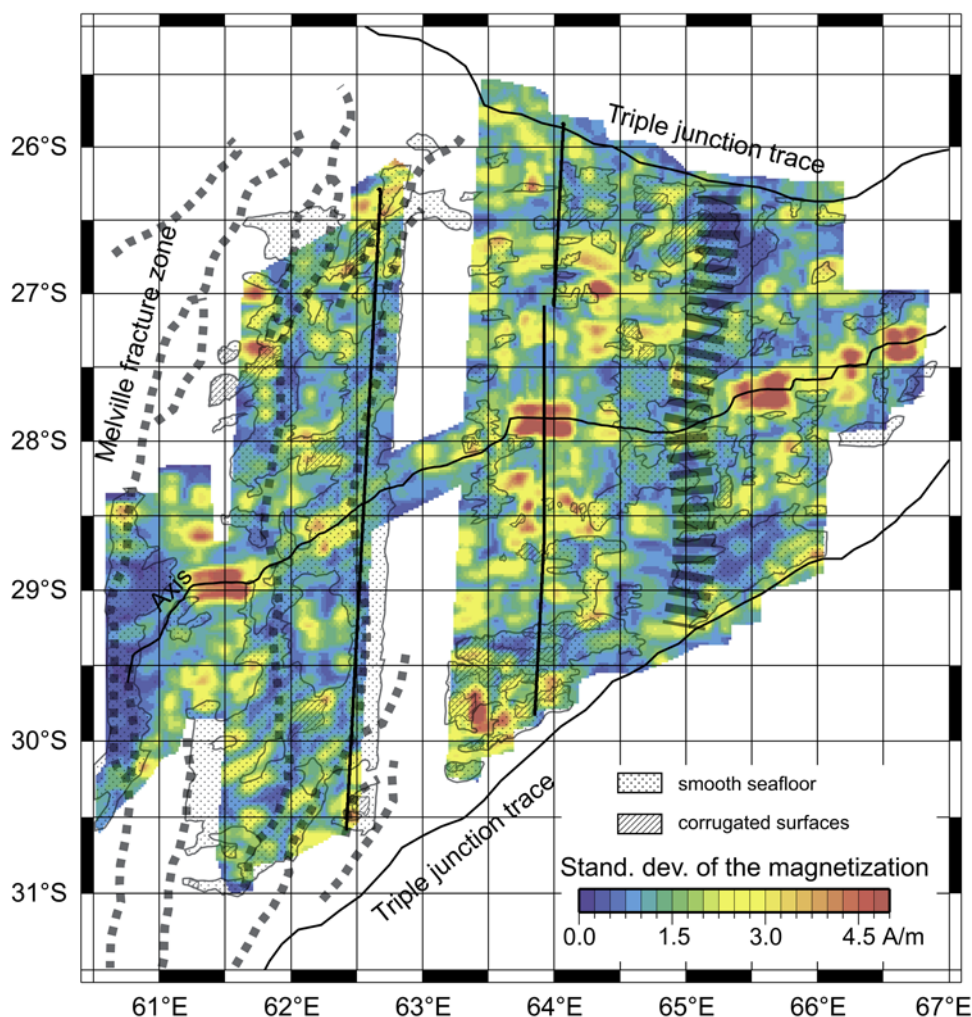 Triple junction trace
26°S
27°S
Melville fracture zone
28°S
29°S
Axis
30°S
smooth seafloor
corrugated surfaces
Triple junction trace
Stand. dev. of the magnetization
31°S
0.0 1.5 3.0 4.5 A/m
61°E 62°E 63°E 64°E 65°E 66°E 67°E